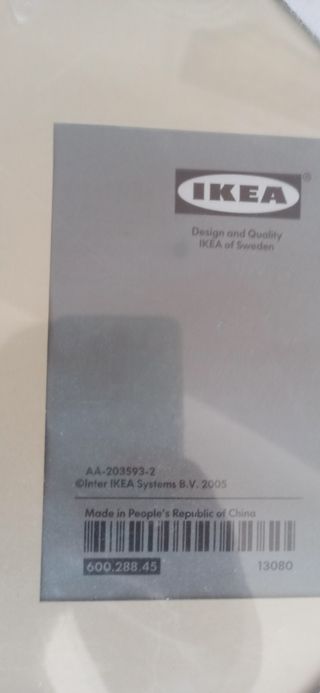 IKEA®
Design and Quality
IKEA of Sweden
AA-203593-2
©Inter IKEA Systems B.V. 2005
Made in People's Republic of China
600.288.45 13080